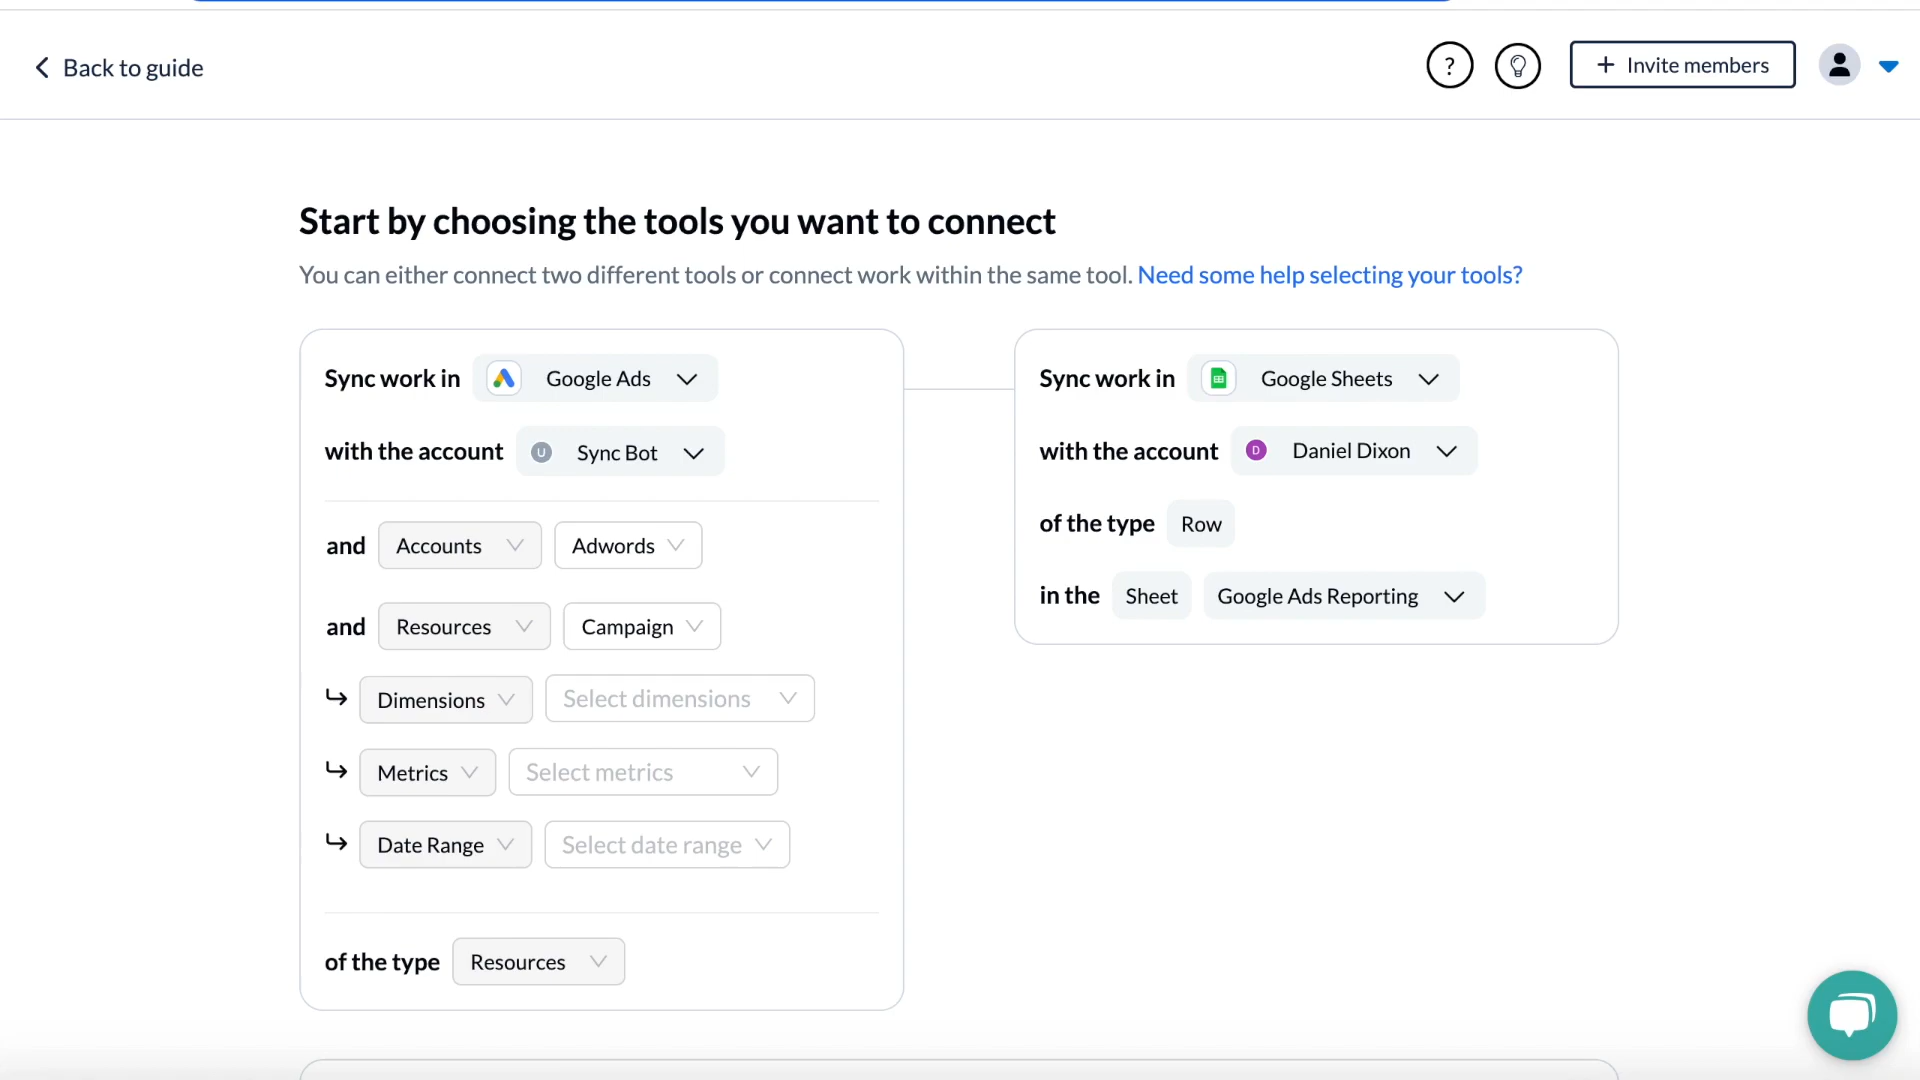 Back to guide
?
+ Invite members
Start by choosing the tools you want to connect
You can either connect two different tools or connect work within the same tool. Need some help selecting your tools?
Sync work in Google Ads
with the account U Sync Bot
and Accounts Adwords
and Resources Campaign
Dimensions Select dimensions
Metrics Select metrics
Date Range Select date range
of the type Resources
Sync work in Google Sheets
with the account D Daniel Dixon
of the type Row
in the Sheet Google Ads Reporting